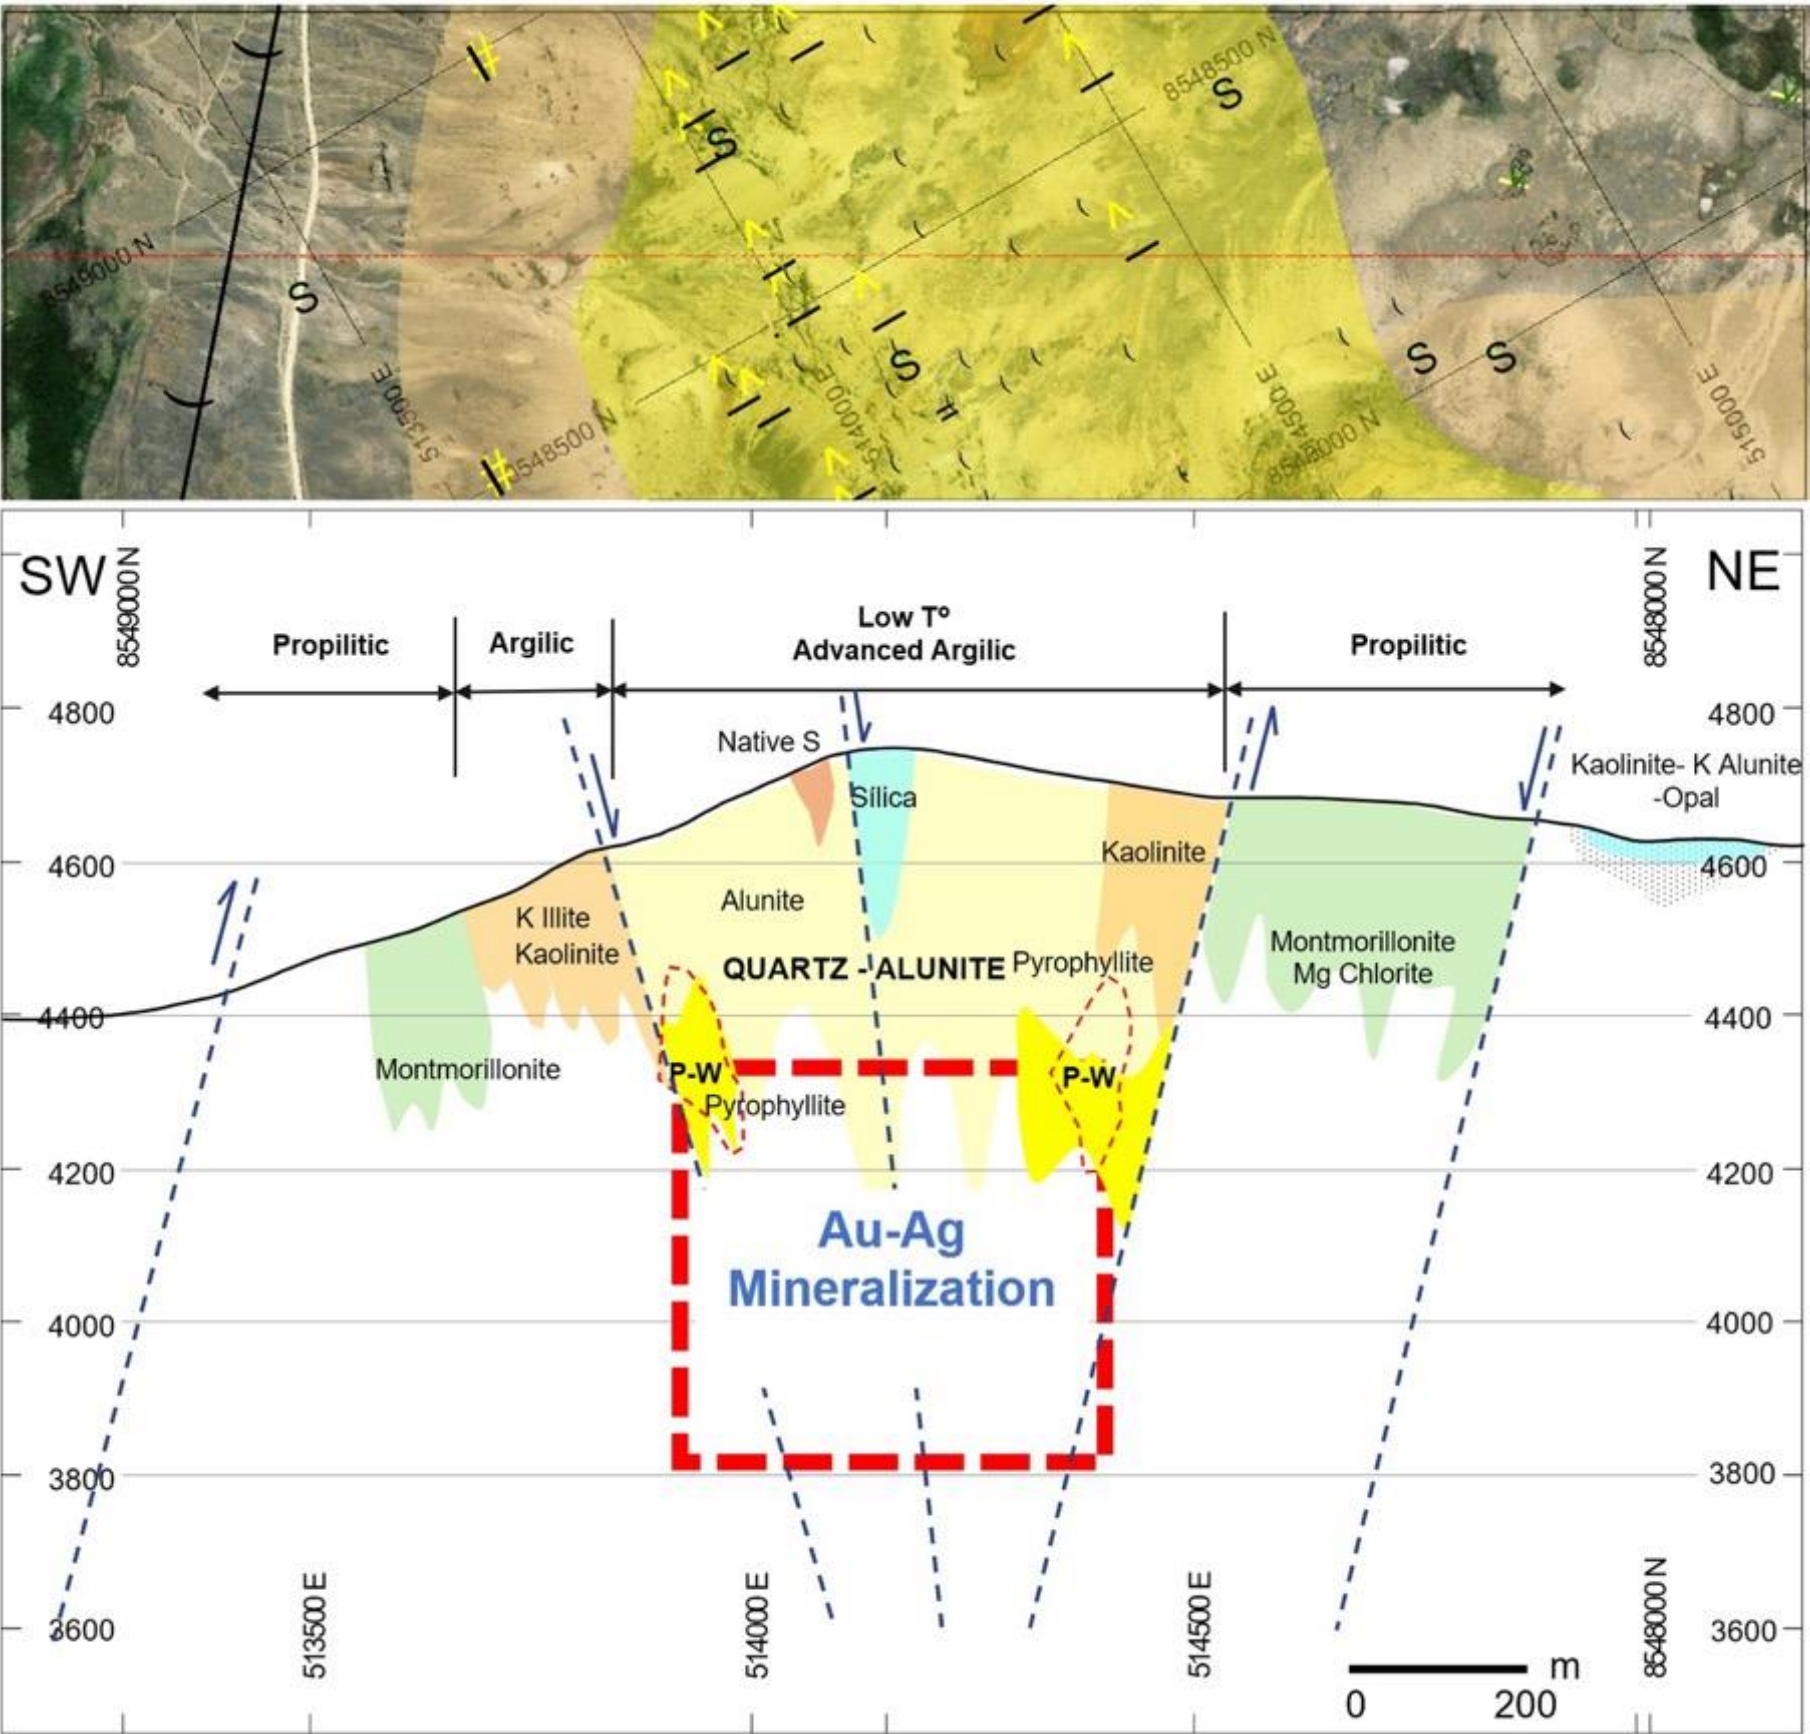 8548500 N
S
S
8549000 N
S
513500 E
8548500 N
S
514000 E
514500 E
8548000 N
S
S
515000 E
SW
8549000 N
NE
8548000 N
Propilitic
Argilic
Low Tº
Advanced Argilic
Propilitic
4800
4800
Native S
Kaolinite- K Alunite
-Opal
Sílica
Kaolinite
4600
4600
Alunite
K Illite
Kaolinite
QUARTZ - ALUNITE
Pyrophyllite
Montmorillonite
Mg Chlorite
4400
4400
Montmorillonite
P-W
P-W
Pyrophyllite
4200
4200
Au-Ag
Mineralization
4000
4000
3800
3800
3600
513500 E
514000 E
514500 E
8548000 N
3600
m
0
200